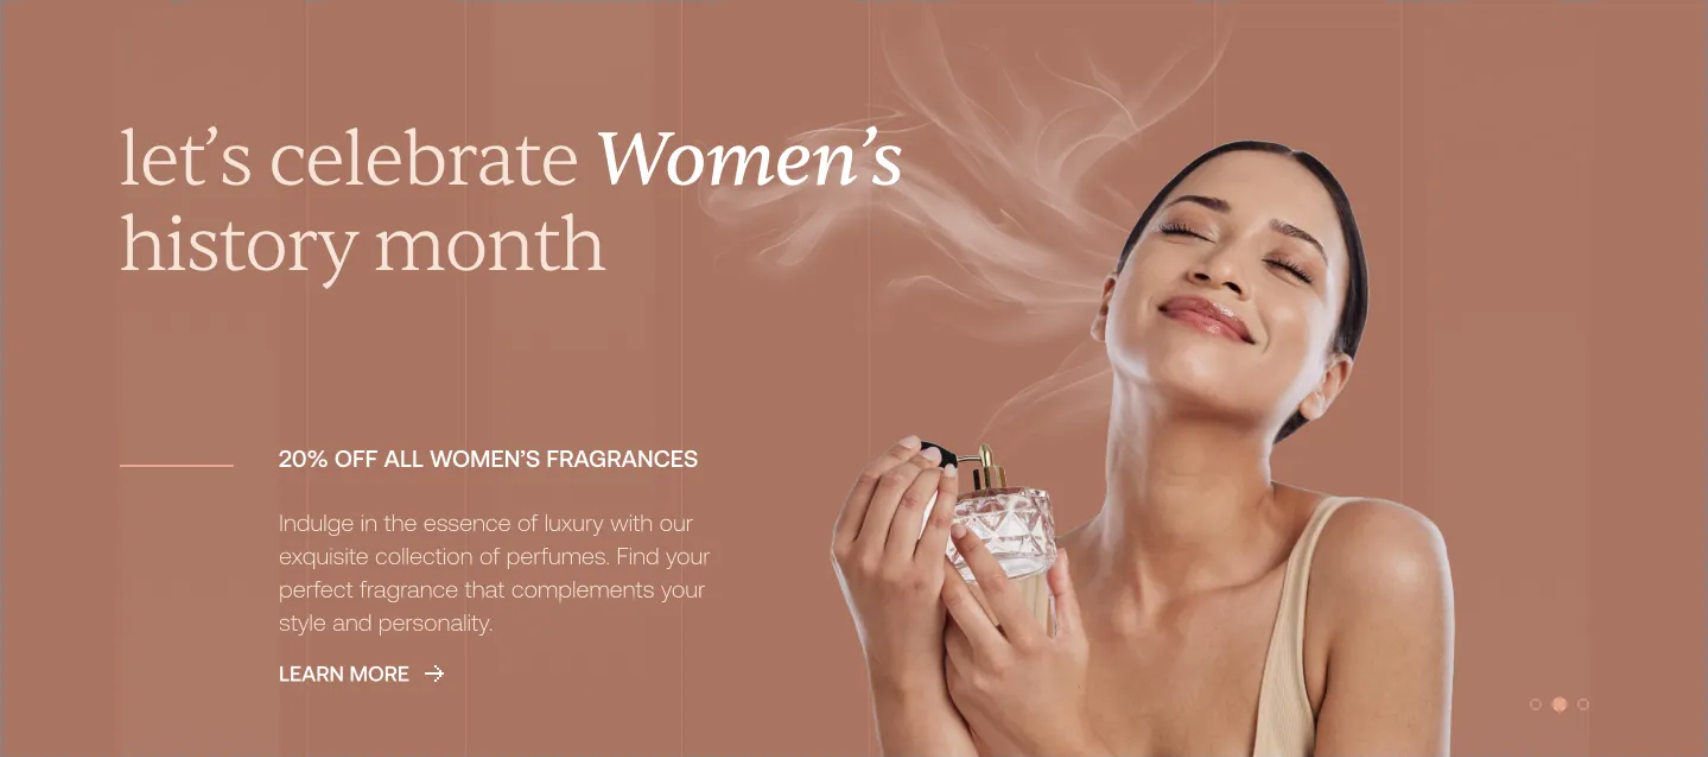 let’s celebrate Women’s
history month
20% OFF ALL WOMEN’S FRAGRANCES
Indulge in the essence of luxury with our
exquisite collection of perfumes. Find your
perfect fragrance that complements your
style and personality.
LEARN MORE →